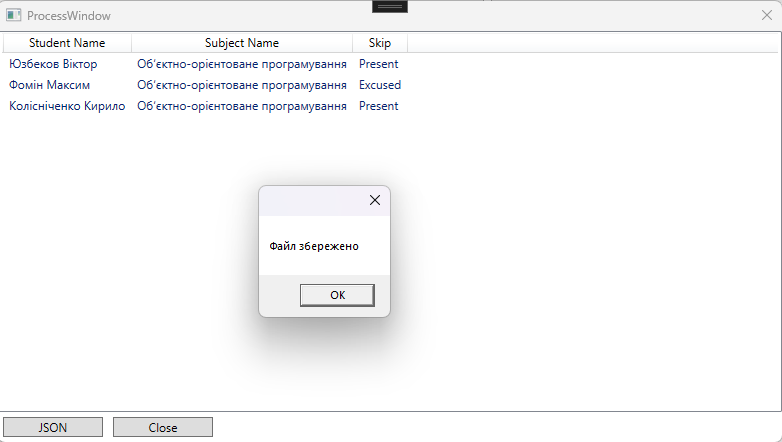 ProcessWindow
Student Name Subject Name Skip
Юзбеков Віктор Об'єктно-орієнтоване програмування Present
Фомін Максим Об'єктно-орієнтоване програмування Excused
Колісніченко Кирило Об'єктно-орієнтоване програмування Present
Файл збережено
OK
JSON Close